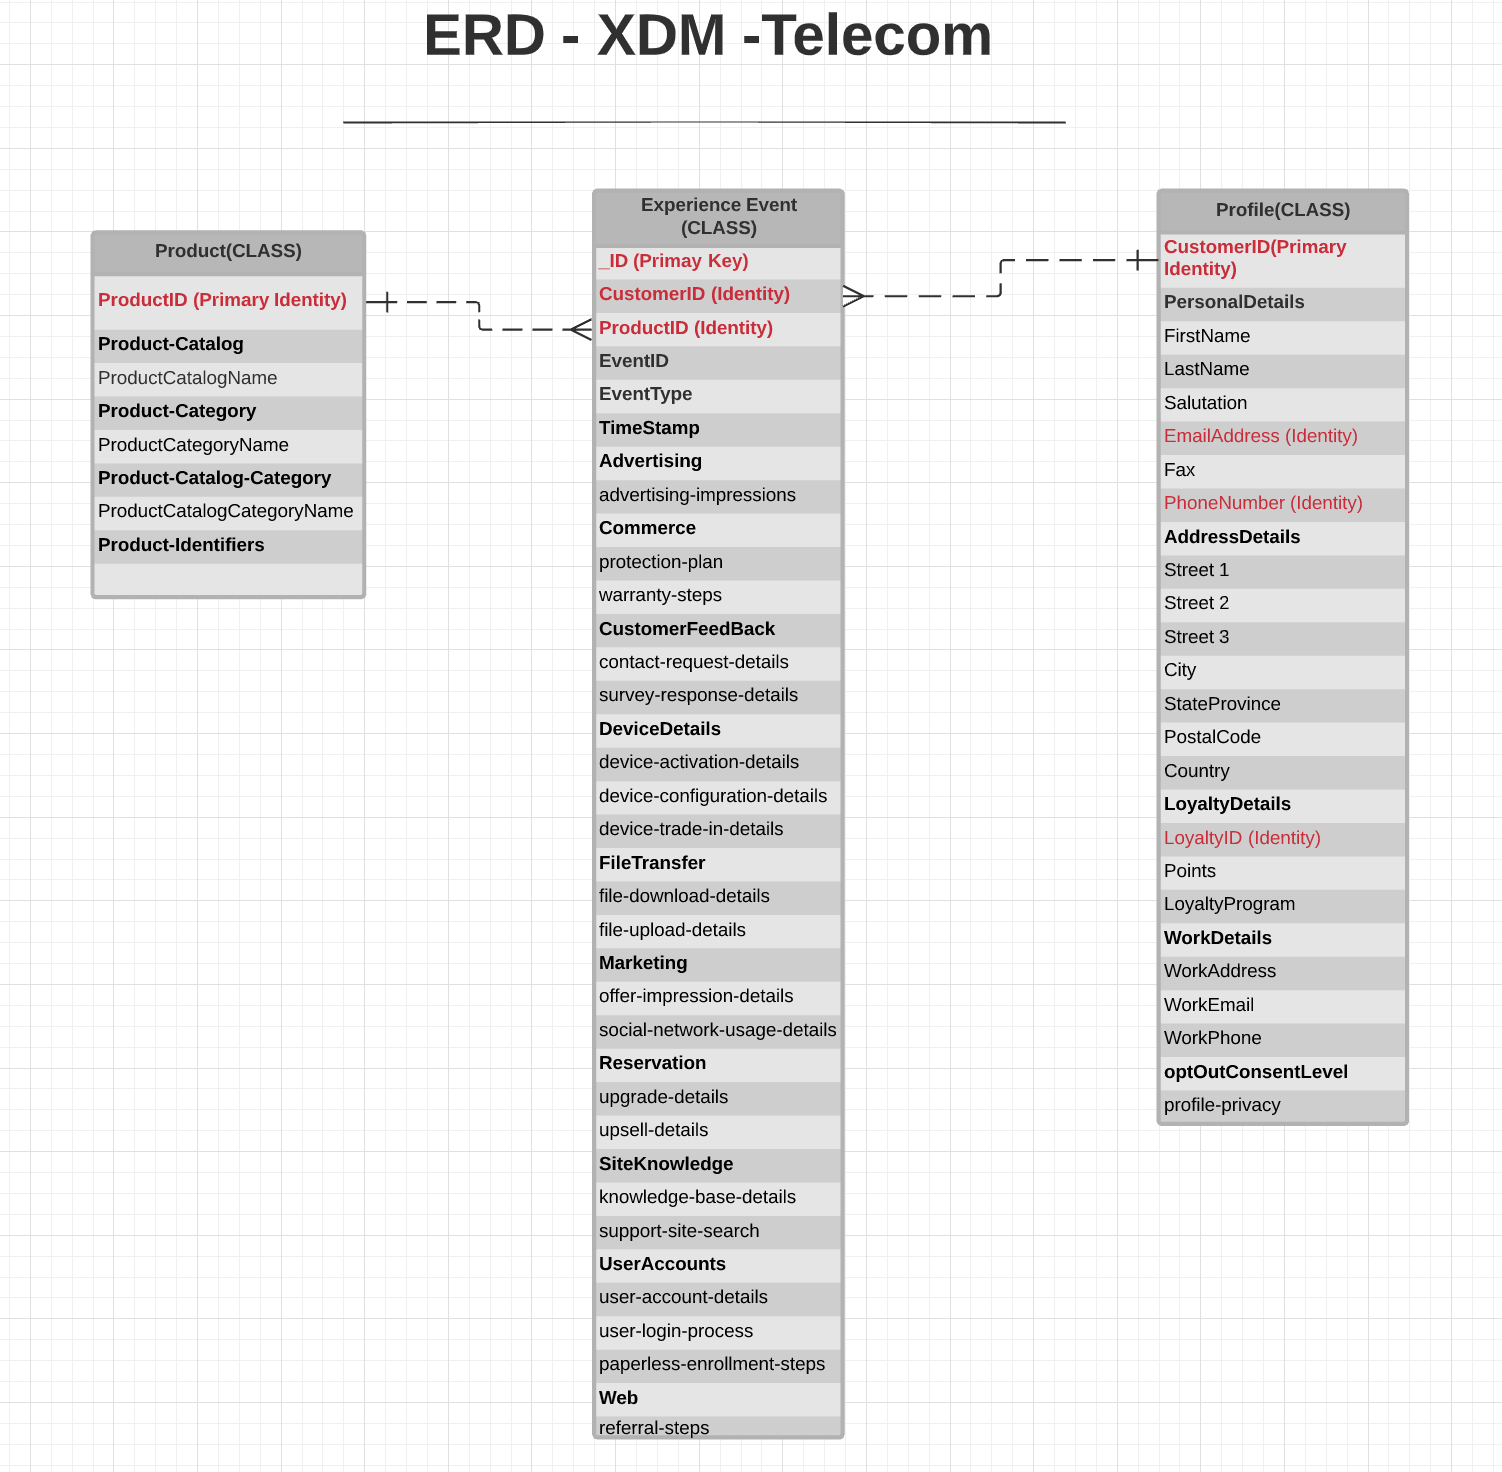 ERD - XDM -Telecom
Product(CLASS)
ProductID (Primary Identity)
Product-Catalog
ProductCatalogName
Product-Category
ProductCategoryName
Product-Catalog-Category
ProductCatalogCategoryName
Product-Identifiers
Experience Event
(CLASS)
_ID (Primay Key)
CustomerID (Identity)
ProductID (Identity)
EventID
EventType
TimeStamp
Advertising
advertising-impressions
Commerce
protection-plan
warranty-steps
CustomerFeedBack
contact-request-details
survey-response-details
DeviceDetails
device-activation-details
device-configuration-details
device-trade-in-details
FileTransfer
file-download-details
file-upload-details
Marketing
offer-impression-details
social-network-usage-details
Reservation
upgrade-details
upsell-details
SiteKnowledge
knowledge-base-details
support-site-search
UserAccounts
user-account-details
user-login-process
paperless-enrollment-steps
Web
referral-steps
Profile(CLASS)
CustomerID(Primary
Identity)
PersonalDetails
FirstName
LastName
Salutation
EmailAddress (Identity)
Fax
PhoneNumber (Identity)
AddressDetails
Street 1
Street 2
Street 3
City
StateProvince
PostalCode
Country
LoyaltyDetails
LoyaltyID (Identity)
Points
LoyaltyProgram
WorkDetails
WorkAddress
WorkEmail
WorkPhone
optOutConsentLevel
profile-privacy